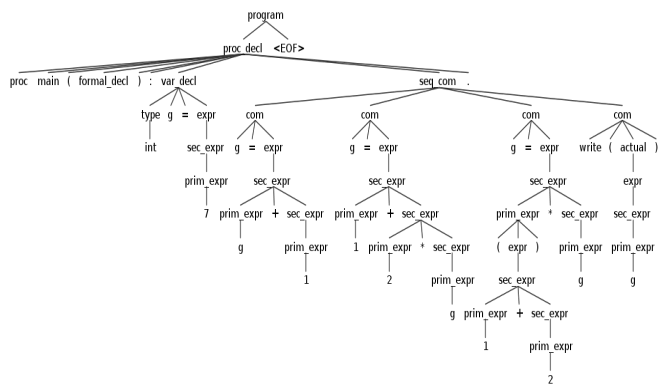 program
proc_decl <EOF>
proc main ( formal_decl ) : var_decl seq_com .
type g = expr com com com com
int sec_expr g = expr g = expr g = expr write ( actual )
prim_expr sec_expr sec_expr sec_expr expr
7 prim_expr + sec_expr prim_expr + sec_expr prim_expr * sec_expr sec_expr
g prim_expr 1 prim_expr * sec_expr ( expr ) prim_expr prim_expr
1 2 prim_expr sec_expr g g
g prim_expr + sec_expr
1 prim_expr
2